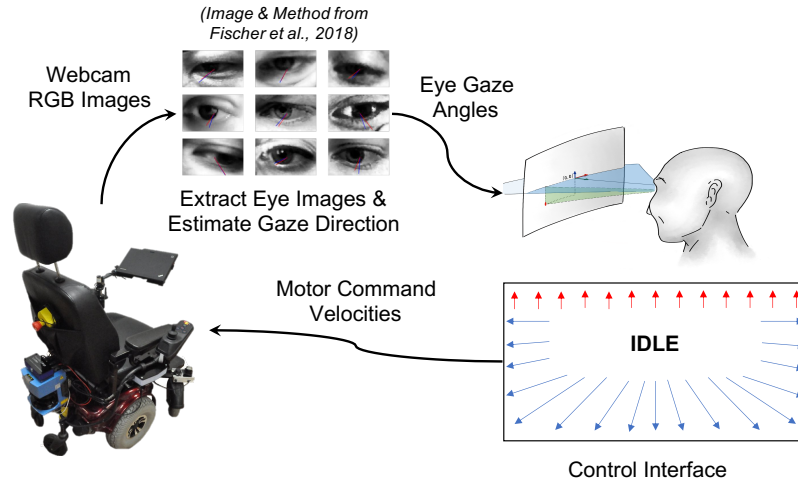 (Image & Method from
Fischer et al., 2018)
Webcam
RGB Images
Eye Gaze
Angles
Extract Eye Images &
Estimate Gaze Direction
Motor Command
Velocities
IDLE
Control Interface